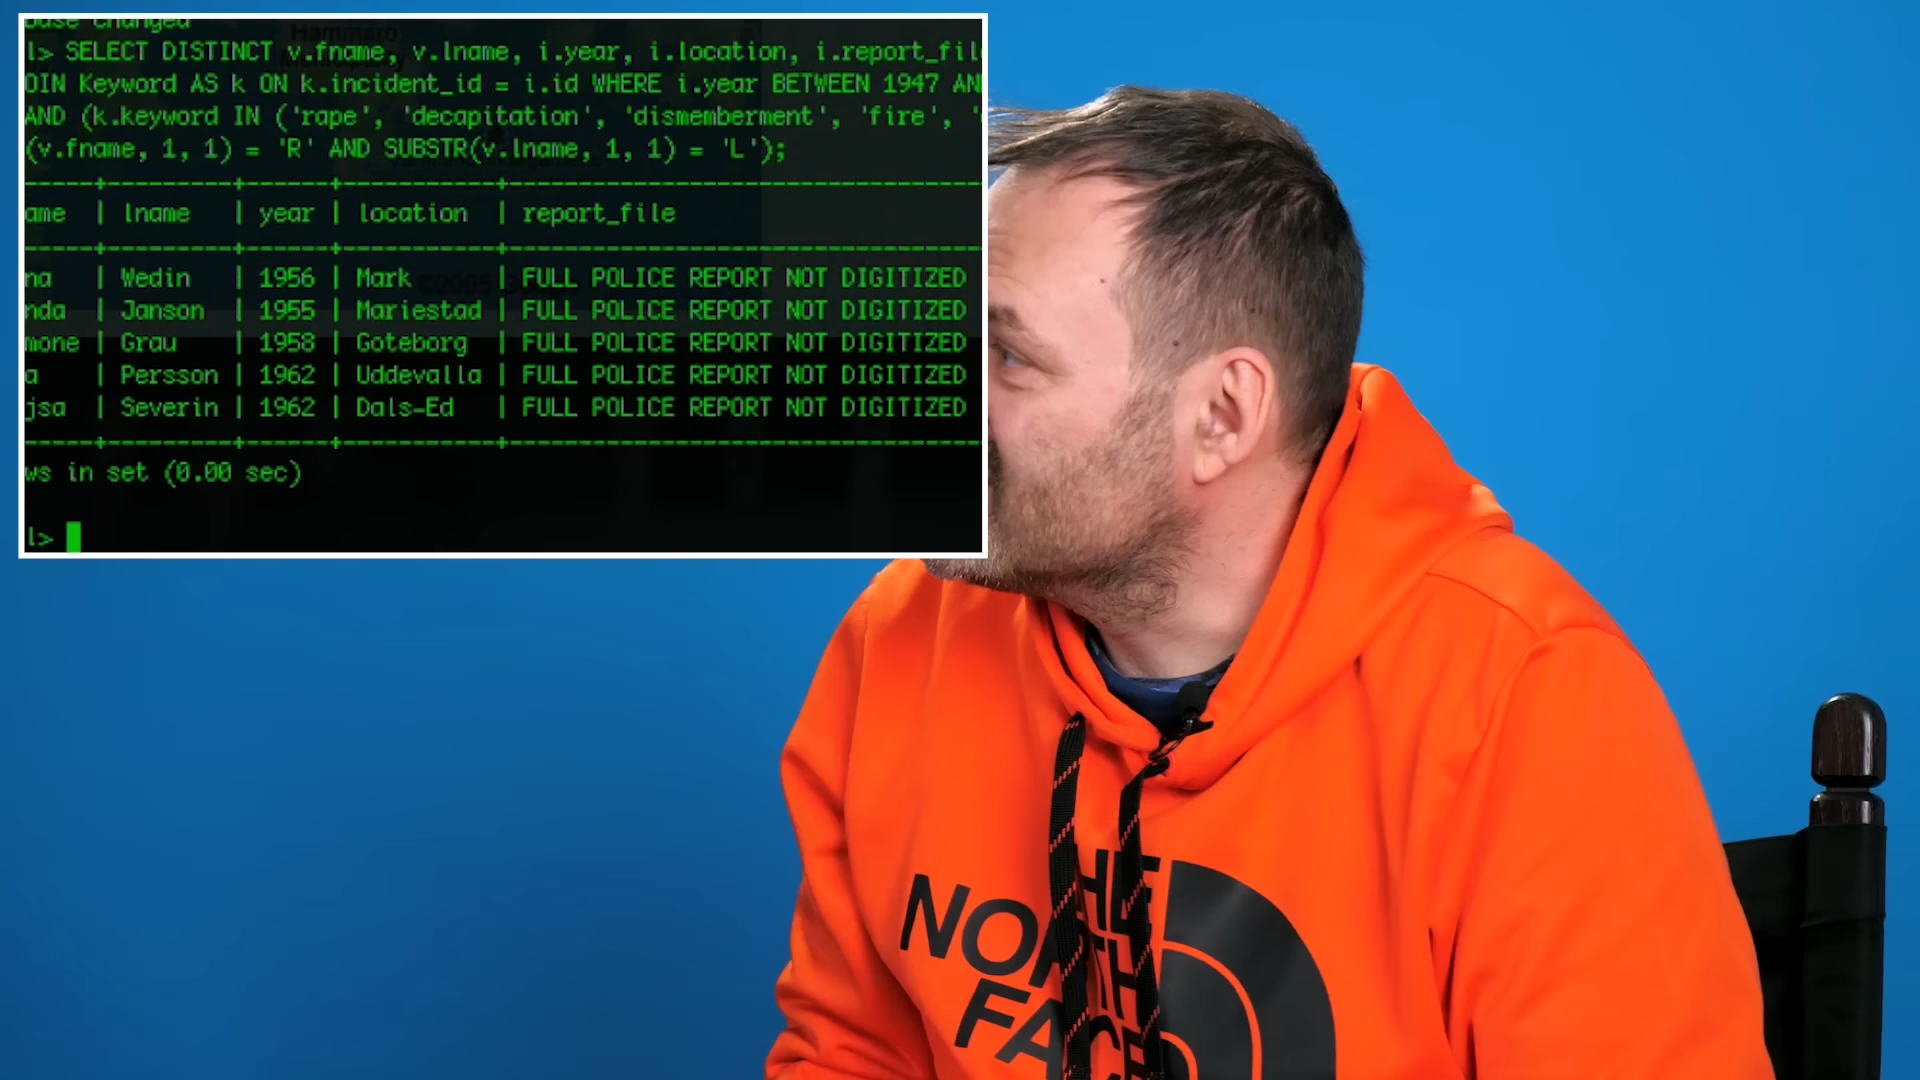 base changed
l> SELECT DISTINCT v.fname, v.lname, i.year, i.location, i.report_fil
OIN Keyword AS k ON k.incident_id = i.id WHERE i.year BETWEEN 1947 AN
AND (k.keyword IN ('rape', 'decapitation', 'dismemberment', 'fire', '
(v.fname, 1, 1) = 'R' AND SUBSTR(v.lname, 1, 1) = 'L');
-----+---------+------+-----------+-----------------------------------
ame | lname | year | location | report_file
-----+---------+------+-----------+-----------------------------------
na | Wedin | 1956 | Mark | FULL POLICE REPORT NOT DIGITIZED
nda | Janson | 1955 | Mariestad | FULL POLICE REPORT NOT DIGITIZED
mone | Grau | 1958 | Goteborg | FULL POLICE REPORT NOT DIGITIZED
a | Persson | 1962 | Uddevalla | FULL POLICE REPORT NOT DIGITIZED
jsa | Severin | 1962 | Dals-Ed | FULL POLICE REPORT NOT DIGITIZED
-----+---------+------+-----------+-----------------------------------
ws in set (0.00 sec)
l>
THE
NORTH
FACE